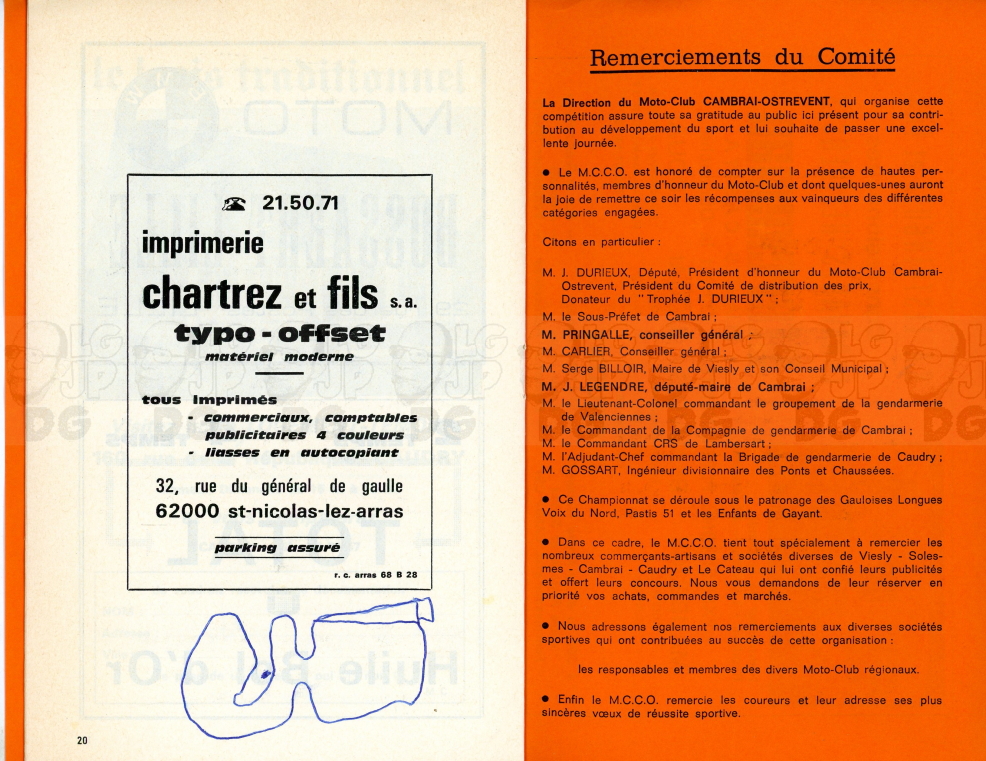 ☎ 21.50.71
imprimerie
chartrez et fils s.a.
typo - offset
matériel moderne
tous Imprimés
- commerciaux, comptables
publicitaires 4 couleurs
- liasses en autocopiant
32, rue du général de gaulle
62000 st-nicolas-lez-arras
parking assuré
r. c. arras 68 B 28
20
Remerciements du Comité
La Direction du Moto-Club CAMBRAI-OSTREVENT, qui organise cette
compétition assure toute sa gratitude au public ici présent pour sa contri-
bution au développement du sport et lui souhaite de passer une excel-
lente journée.
● Le M.C.C.O. est honoré de compter sur la présence de hautes per-
sonnalités, membres d'honneur du Moto-Club et dont quelques-unes auront
la joie de remettre ce soir les récompenses aux vainqueurs des différentes
catégories engagées.
Citons en particulier :
M. J. DURIEUX, Député, Président d'honneur du Moto-Club Cambrai-
Ostrevent, Président du Comité de distribution des prix,
Donateur du "Trophée J. DURIEUX" ;
M. le Sous-Préfet de Cambrai ;
M. PRINGALLE, conseiller général ;
M. CARLIER, Conseiller général ;
M. Serge BILLOIR, Maire de Viesly et son Conseil Municipal ;
M. J. LEGENDRE, député-maire de Cambrai ;
M. le Lieutenant-Colonel commandant le groupement de la gendarmerie
de Valenciennes ;
M. le Commandant de la Compagnie de gendarmerie de Cambrai ;
M. le Commandant CRS de Lambersart ;
M. l'Adjudant-Chef commandant la Brigade de gendarmerie de Caudry ;
M. GOSSART, Ingénieur divisionnaire des Ponts et Chaussées.
● Ce Championnat se déroule sous le patronage des Gauloises Longues
Voix du Nord, Pastis 51 et les Enfants de Gayant.
● Dans ce cadre, le M.C.C.O. tient tout spécialement à remercier les
nombreux commerçants-artisans et sociétés diverses de Viesly - Soles-
mes - Cambrai - Caudry et Le Cateau qui lui ont confié leurs publicités
et offert leurs concours. Nous vous demandons de leur réserver en
priorité vos achats, commandes et marchés.
● Nous adressons également nos remerciements aux diverses sociétés
sportives qui ont contribuées au succès de cette organisation :
les responsables et membres des divers Moto-Club régionaux.
● Enfin le M.C.C.O. remercie les coureurs et leur adresse ses plus
sincères vœux de réussite sportive.